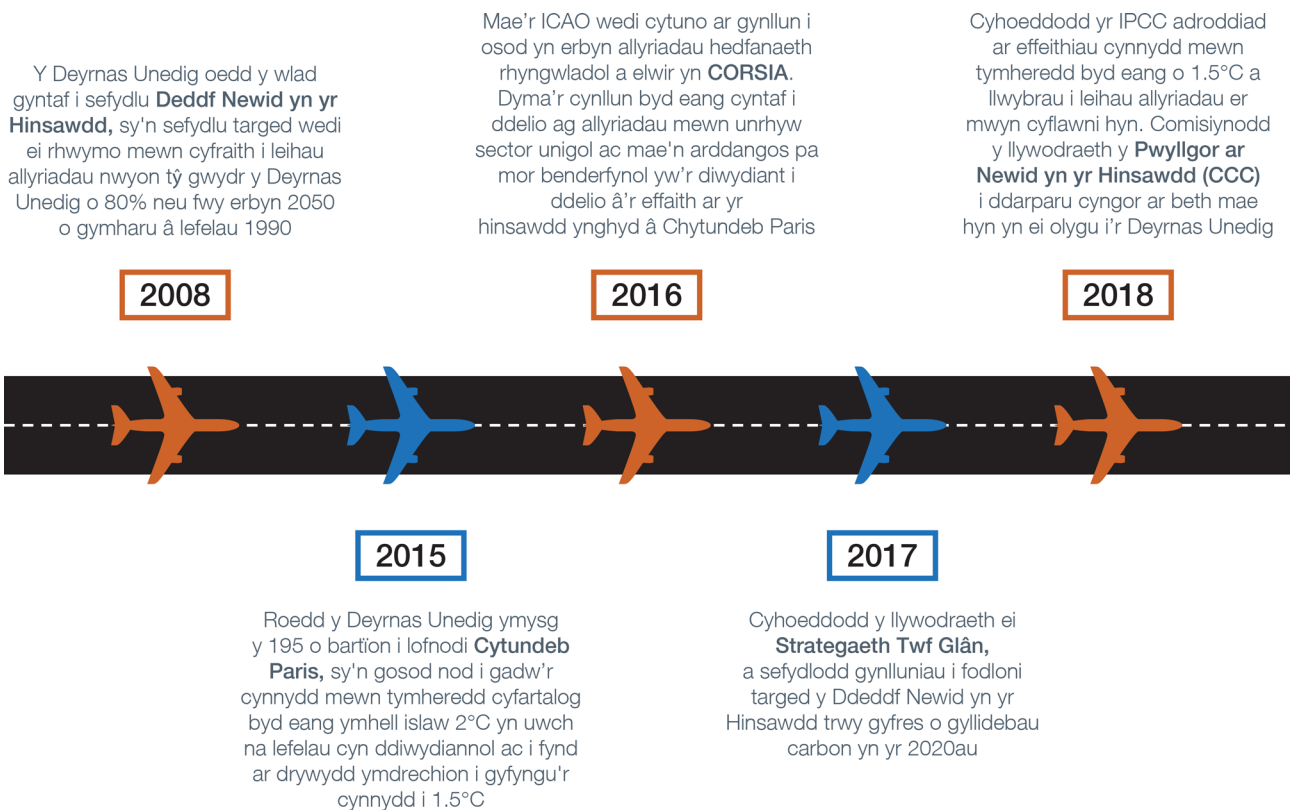 Y Deyrnas Unedig oedd y wlad
gyntaf i sefydlu Deddf Newid yn yr
Hinsawdd, sy'n sefydlu targed wedi
ei rhwymo mewn cyfraith i leihau
allyriadau nwyon tŷ gwydr y Deyrnas
Unedig o 80% neu fwy erbyn 2050
o gymharu â lefelau 1990
2008
Roedd y Deyrnas Unedig ymysg
y 195 o bartïon i lofnodi Cytundeb
Paris, sy'n gosod nod i gadw’r
cynnydd mewn tymheredd cyfartalog
byd eang ymhell islaw 2°C yn uwch
na lefelau cyn ddiwydiannol ac i fynd
ar drywydd ymdrechion i gyfyngu'r
cynnydd i 1.5°C
2015
Mae’r ICAO wedi cytuno ar gynllun i
osod yn erbyn allyriadau hedfanaeth
rhyngwladol a elwir yn CORSIA.
Dyma’r cynllun byd eang cyntaf i
ddelio ag allyriadau mewn unrhyw
sector unigol ac mae'n arddangos pa
mor benderfynol yw’r diwydiant i
ddelio â’r effaith ar yr
hinsawdd ynghyd â Chytundeb Paris
2016
2017
Cyhoeddodd y llywodraeth ei
Strategaeth Twf Glân,
a sefydlodd gynlluniau i fodloni
targed y Ddeddf Newid yn yr
Hinsawdd trwy gyfres o gyllidebau
carbon yn yr 2020au
Cyhoeddodd yr IPCC adroddiad
ar effeithiau cynnydd mewn
tymheredd byd eang o 1.5°C a
llwybrau i leihau allyriadau er
mwyn cyflawni hyn. Comisiynodd
y llywodraeth y Pwyllgor ar
Newid yn yr Hinsawdd (CCC)
i ddarparu cyngor ar beth mae
hyn yn ei olygu i’r Deyrnas Unedig
2018